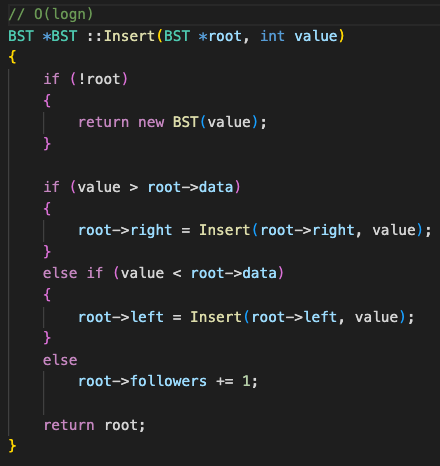 // O(logn)
BST *BST ::Insert(BST *root, int value)
{
    if (!root)
    {
        return new BST(value);
    }

    if (value > root->data)
    {
        root->right = Insert(root->right, value);
    }
    else if (value < root->data)
    {
        root->left = Insert(root->left, value);
    }
    else
        root->followers += 1;

    return root;
}